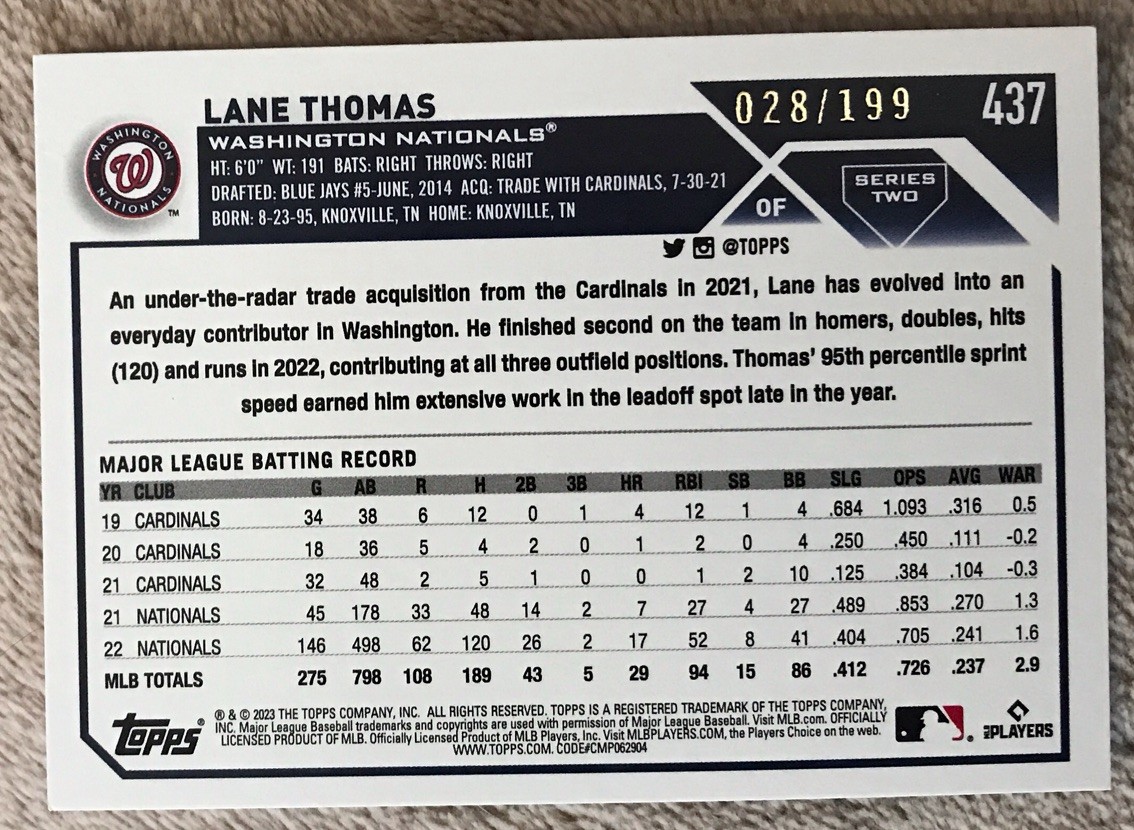 028/199
437
LANE THOMAS
WASHINGTON NATIONALS®
WASHINGTON
W
NATIONALS
TM
HT: 6'0" WT: 191 BATS: RIGHT THROWS: RIGHT
DRAFTED: BLUE JAYS #5-JUNE, 2014 ACQ: TRADE WITH CARDINALS, 7-30-21
BORN: 8-23-95, KNOXVILLE, TN HOME: KNOXVILLE, TN
OF
SERIES
TWO
@TOPPS
An under-the-radar trade acquisition from the Cardinals in 2021, Lane has evolved into an
everyday contributor in Washington. He finished second on the team in homers, doubles, hits
(120) and runs in 2022, contributing at all three outfield positions. Thomas' 95th percentile sprint
speed earned him extensive work in the leadoff spot late in the year.
MAJOR LEAGUE BATTING RECORD
YR CLUB G AB R H 2B 3B HR RBI SB BB SLG OPS AVG WAR
19 CARDINALS 34 38 6 12 0 1 4 12 1 4 .684 1.093 .316 0.5
20 CARDINALS 18 36 5 4 2 0 1 2 0 4 .250 .450 .111 -0.2
21 CARDINALS 32 48 2 5 1 0 0 1 2 10 .125 .384 .104 -0.3
21 NATIONALS 45 178 33 48 14 2 7 27 4 27 .489 .853 .270 1.3
22 NATIONALS 146 498 62 120 26 2 17 52 8 41 .404 .705 .241 1.6
MLB TOTALS 275 798 108 189 43 5 29 94 15 86 .412 .726 .237 2.9
Topps®
® & © 2023 THE TOPPS COMPANY, INC. ALL RIGHTS RESERVED. TOPPS IS A REGISTERED TRADEMARK OF THE TOPPS COMPANY,
INC. Major League Baseball trademarks and copyrights are used with permission of Major League Baseball. Visit MLB.com. OFFICIALLY
LICENSED PRODUCT OF MLB. Officially Licensed Product of MLB Players, Inc. Visit MLBPLAYERS.COM, the Players Choice on the web.
WWW.TOPPS.COM. CODE#CMP062904
MLB PLAYERS